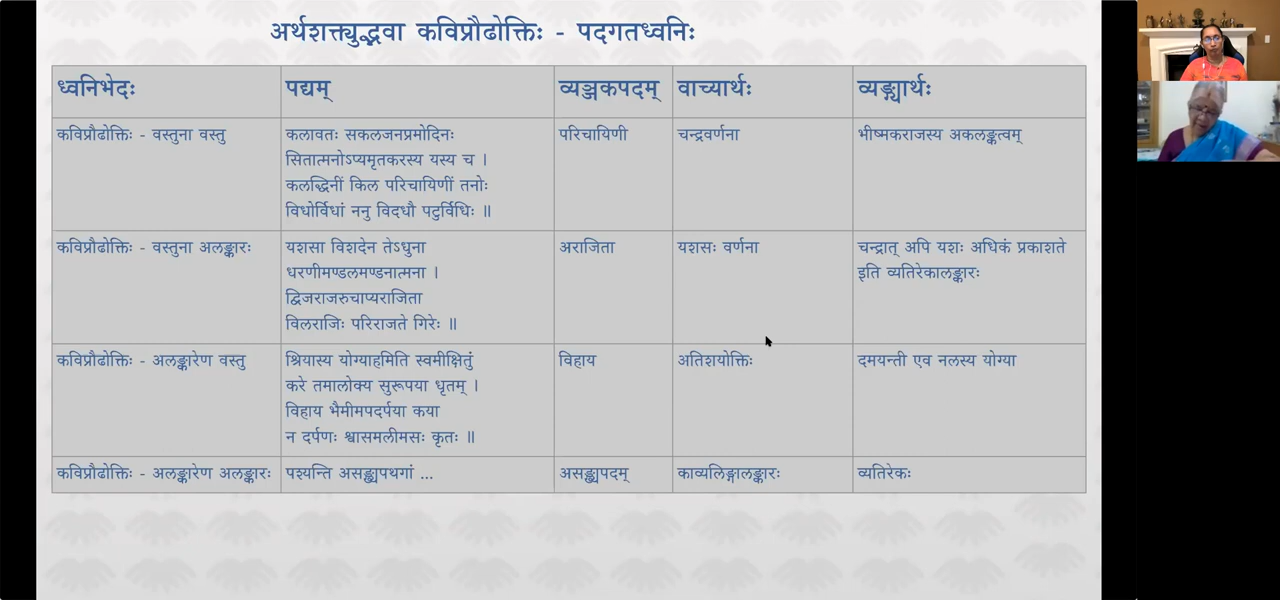 अर्थशक्त्युद्भवा कविप्रौढोक्तिः - पदगतध्वनिः
ध्वनिभेदः पद्यम् व्यञ्जकपदम् वाच्यार्थः व्यङ्ग्यार्थः
कविप्रौढोक्तिः - वस्तुना वस्तु
कलावतः सकलजनप्रमोदिनः
सितात्मनोऽप्यमृतकरस्य यस्य च ।
कलद्धिनीं किल परिचायिणीं तनोः
विधोर्विधां ननु विदधौ पटुर्विधिः ॥
परिचायिणी
चन्द्रवर्णना
भीष्मकराजस्य अकलङ्कत्वम्
कविप्रौढोक्तिः - वस्तुना अलङ्कारः
यशसा विशदेन तेऽधुना
धरणीमण्डलमण्डनात्मना ।
द्विजराजरुचाप्यराजिता
विलराजिः परिराजते गिरेः ॥
अराजिता
यशसः वर्णना
चन्द्रात् अपि यशः अधिकं प्रकाशते
इति व्यतिरेकालङ्कारः
कविप्रौढोक्तिः - अलङ्कारेण वस्तु
श्रियास्य योग्याहमिति स्वमीक्षितुं
करे तमालोक्य सुरूपया धृतम् ।
विहाय भैमीमपदर्पया कया
न दर्पणः श्वासमलीमसः कृतः ॥
विहाय
अतिशयोक्तिः
दमयन्ती एव नलस्य योग्या
कविप्रौढोक्तिः - अलङ्कारेण अलङ्कारः
पश्यन्ति असङ्ख्यपथगां ...
असङ्ख्यपदम्
काव्यलिङ्गालङ्कारः
व्यतिरेकः